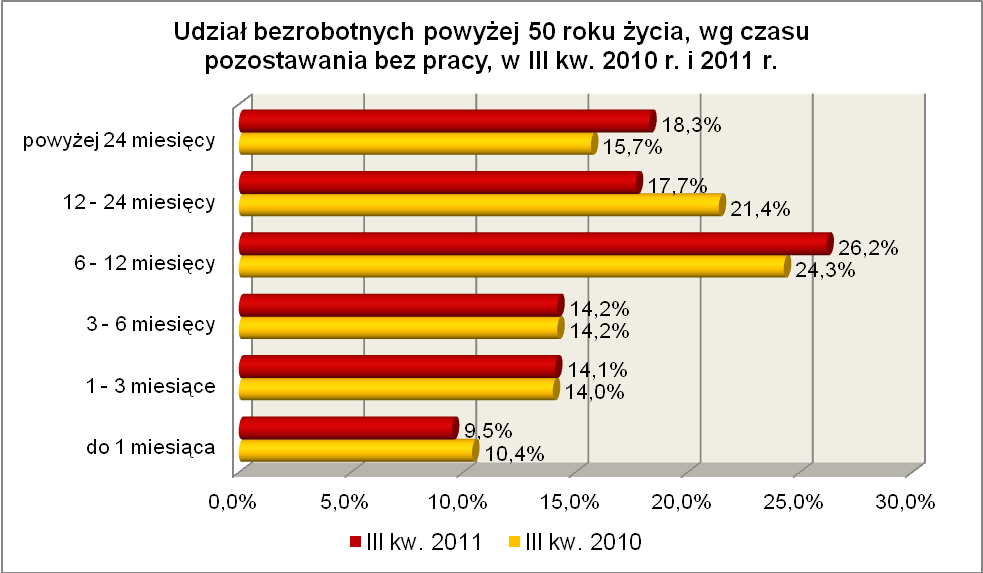 Udział bezrobotnych powyżej 50 roku życia, wg czasu
pozostawania bez pracy, w III kw. 2010 r. i 2011 r.
powyżej 24 miesięcy
18,3%
15,7%
12 - 24 miesięcy
17,7%
21,4%
6 - 12 miesięcy
26,2%
24,3%
3 - 6 miesięcy
14,2%
14,2%
1 - 3 miesiące
14,1%
14,0%
do 1 miesiąca
9,5%
10,4%
0,0% 5,0% 10,0% 15,0% 20,0% 25,0% 30,0%
III kw. 2011 III kw. 2010